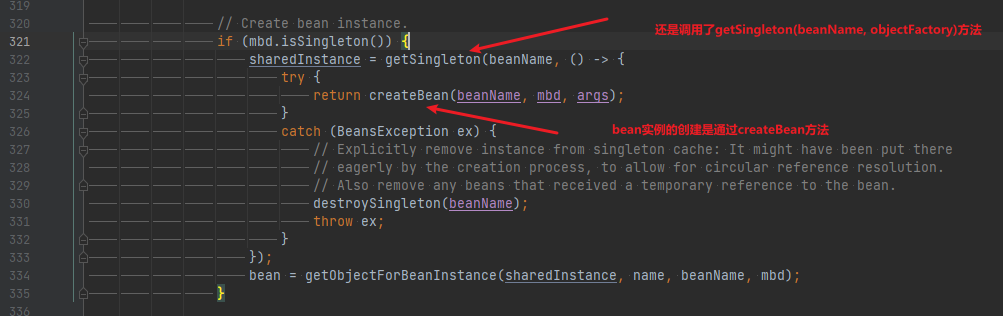 319
320 // Create bean instance.
还是调用了getSingleton(beanName, objectFactory)方法
321 if (mbd.isSingleton()) {
322 sharedInstance = getSingleton(beanName, () -> {
323 try {
324 return createBean(beanName, mbd, args);
325 }
bean实例的创建是通过createBean方法
326 catch (BeansException ex) {
327 // Explicitly remove instance from singleton cache: It might have been put there
328 // eagerly by the creation process, to allow for circular reference resolution.
329 // Also remove any beans that received a temporary reference to the bean.
330 destroySingleton(beanName);
331 throw ex;
332 }
333 });
334 bean = getObjectForBeanInstance(sharedInstance, name, beanName, mbd);
335 }
336